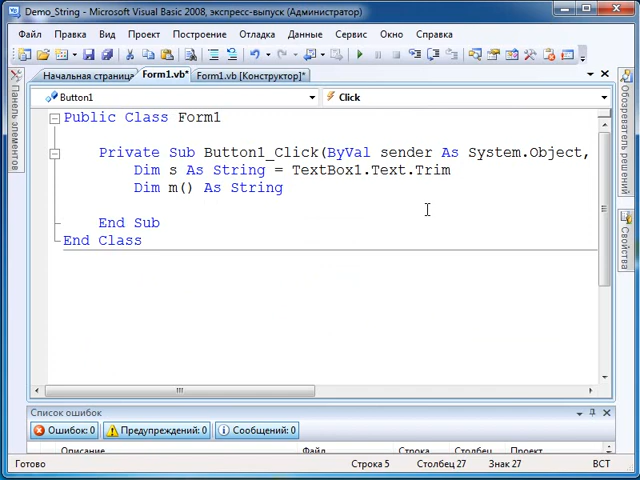 Demo_String - Microsoft Visual Basic 2008, экспресс-выпуск (Администратор)
Файл Правка Вид Проект Построение Отладка Данные Сервис Окно Справка
Начальная страница Form1.vb* Form1.vb [Конструктор]*
Button1 Click
Панель элементов
Public Class Form1
Private Sub Button1_Click(ByVal sender As System.Object,
Dim s As String = TextBox1.Text.Trim
Dim m() As String
End Sub
End Class
Обозреватель решений
Свойства
Список ошибок
Ошибок: 0 Предупреждений: 0 Сообщений: 0
Описание Файл Строка Столбец Проект
Готово Строка 5 Столбец 27 Знак 27 ВСТ